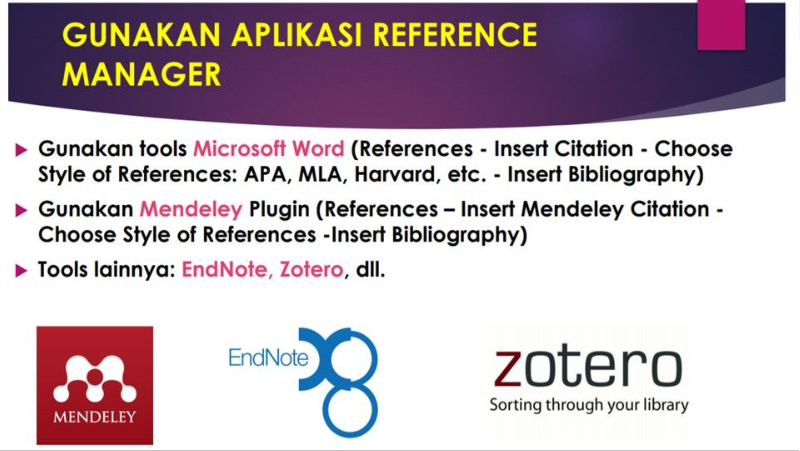 GUNAKAN APLIKASI REFERENCE
MANAGER
Gunakan tools Microsoft Word (References - Insert Citation - Choose
Style of References: APA, MLA, Harvard, etc. - Insert Bibliography)
Gunakan Mendeley Plugin (References – Insert Mendeley Citation -
Choose Style of References -Insert Bibliography)
Tools lainnya: EndNote, Zotero, dll.
MENDELEY
EndNote
zotero
Sorting through your library